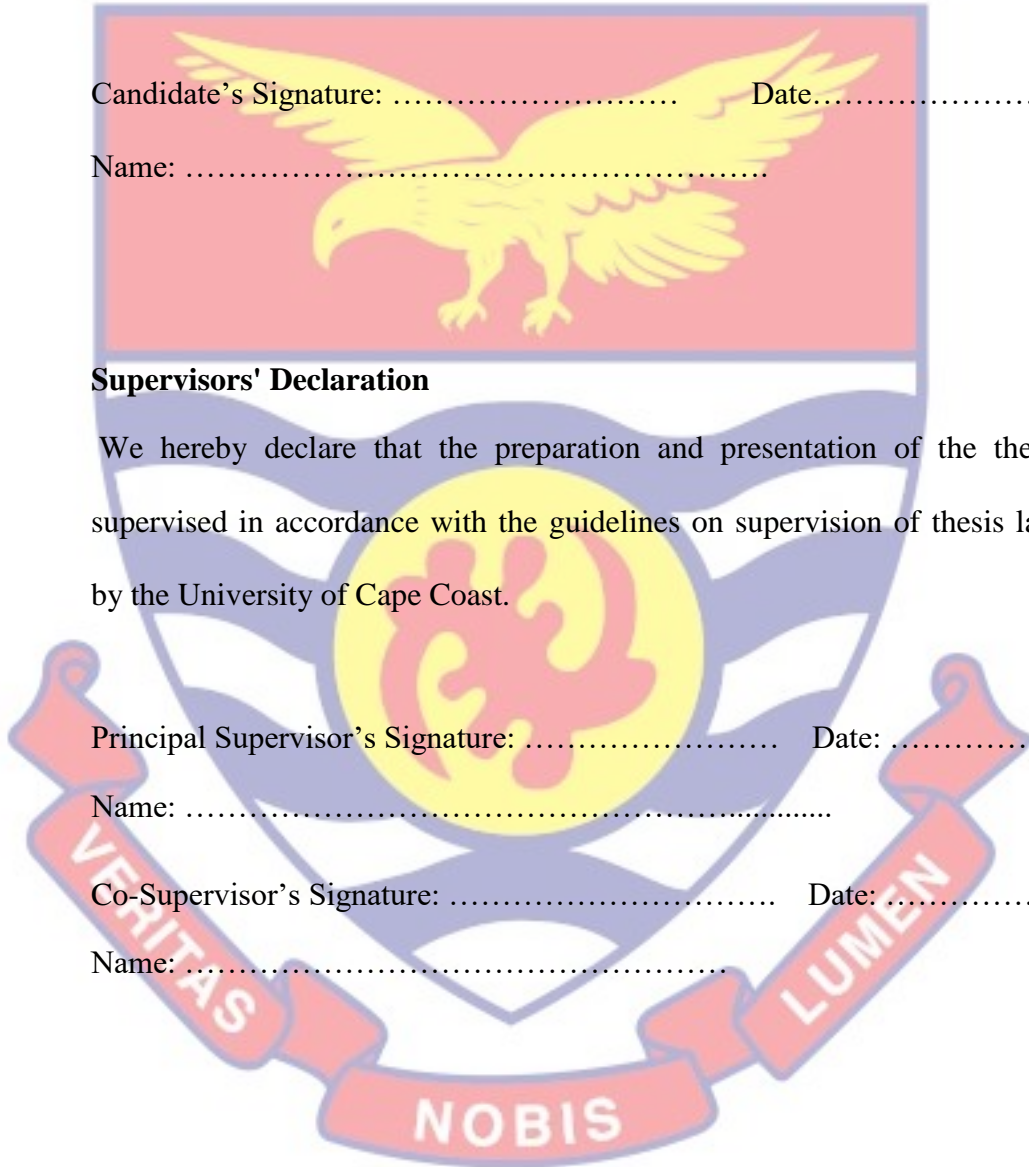 Candidate’s Signature: ………………………   Date…………………
Name: ……………………………………………….
Supervisors' Declaration
We hereby declare that the preparation and presentation of the the
supervised in accordance with the guidelines on supervision of thesis la
by the University of Cape Coast.
Principal Supervisor’s Signature: ……………………   Date: ……………
Name: ……………………………………………..............
Co-Supervisor’s Signature: ………………………….   Date: ……………
Name: ……………………………………………
VERITAS
NOBIS
LUMEN